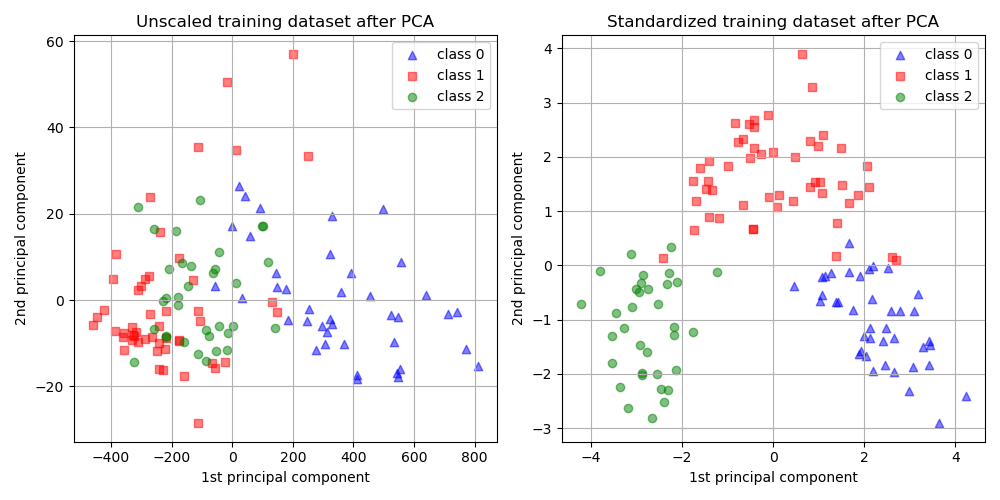 Unscaled training dataset after PCA
60
40
20
0
−20
−400
−200
0
200
400
600
800
1st principal component
2nd principal component
class 0
class 1
class 2
Standardized training dataset after PCA
4
3
2
1
0
−1
−2
−3
−4
−2
0
2
4
1st principal component
2nd principal component
class 0
class 1
class 2